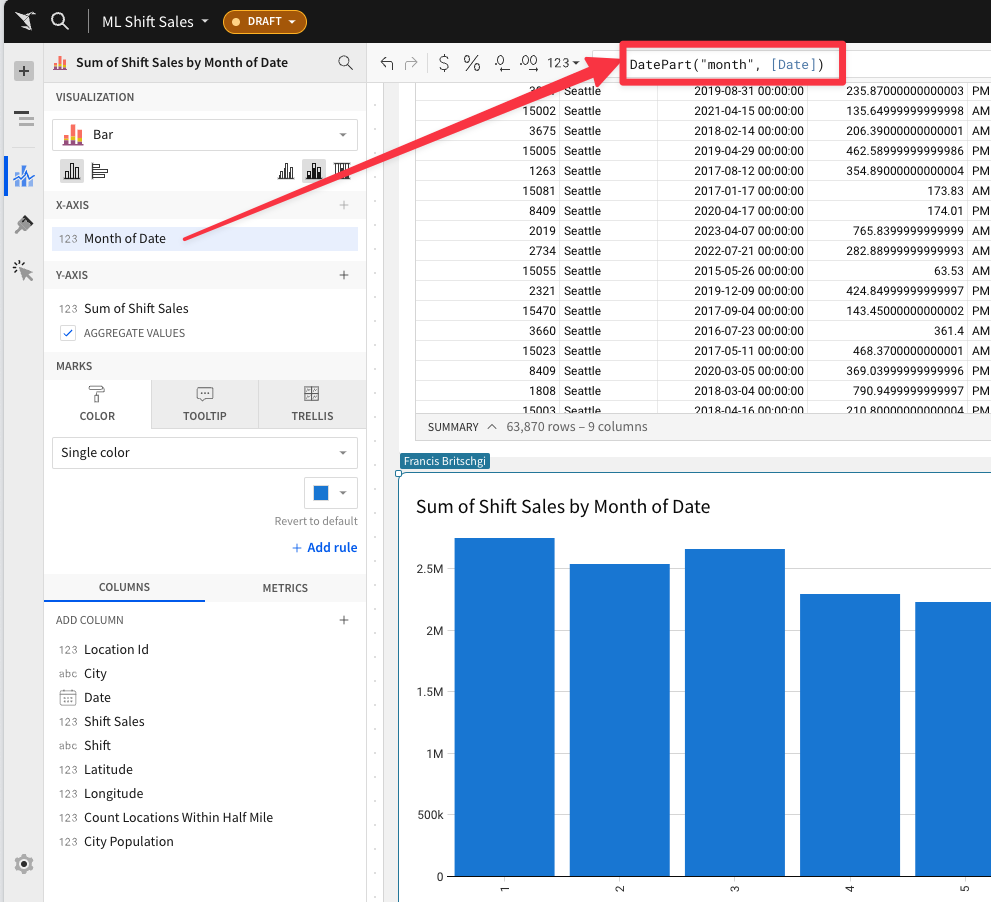 ML Shift Sales
DRAFT
Sum of Shift Sales by Month of Date
VISUALIZATION
Bar
X-AXIS
123 Month of Date
Y-AXIS
123 Sum of Shift Sales
AGGREGATE VALUES
MARKS
COLOR
TOOLTIP
TRELLIS
Single color
Revert to default
+ Add rule
COLUMNS
METRICS
ADD COLUMN
123 Location Id
abc City
Date
123 Shift Sales
abc Shift
123 Latitude
123 Longitude
123 Count Locations Within Half Mile
123 City Population
$ % .0 .00 123
DatePart("month", [Date])
Seattle 2019-08-31 00:00:00 235.87000000000003 PM
15002 Seattle 2021-04-15 00:00:00 135.64999999999998 AM
3675 Seattle 2018-02-14 00:00:00 206.39000000000001 AM
15005 Seattle 2019-04-29 00:00:00 462.58999999999986 PM
1263 Seattle 2017-08-12 00:00:00 354.89000000000004 PM
15081 Seattle 2017-01-17 00:00:00 173.83 AM
8409 Seattle 2020-04-17 00:00:00 174.01 PM
2019 Seattle 2023-04-07 00:00:00 765.8399999999999 AM
2734 Seattle 2022-07-21 00:00:00 282.88999999999993 AM
15055 Seattle 2015-05-26 00:00:00 63.53 AM
2321 Seattle 2019-12-09 00:00:00 424.84999999999997 PM
15470 Seattle 2017-09-04 00:00:00 143.45000000000002 PM
3660 Seattle 2016-07-23 00:00:00 361.4 AM
15023 Seattle 2017-05-11 00:00:00 468.3700000000001 AM
8409 Seattle 2020-03-05 00:00:00 369.03999999999996 PM
1808 Seattle 2018-03-04 00:00:00 790.9499999999997 PM
15003 Seattle 2018-04-16 00:00:00 210.80000000000004 PM
SUMMARY 63,870 rows – 9 columns
Francis Britschgi
Sum of Shift Sales by Month of Date
2.5M
2M
1.5M
1M
500k
0
1 2 3 4 5